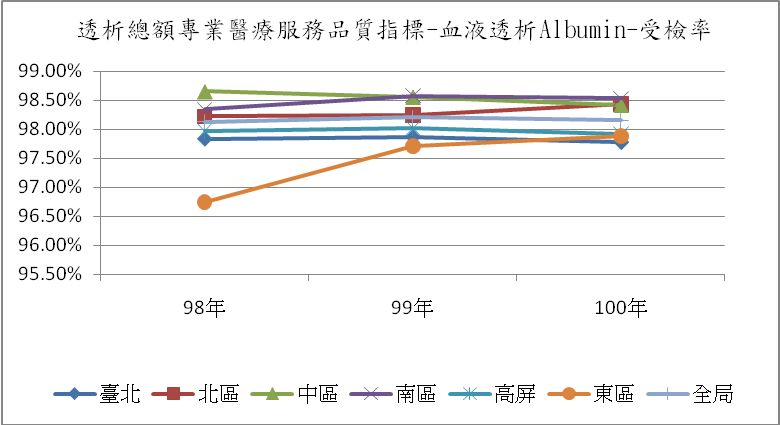 透析總額專業醫療服務品質指標-血液透析Albumin-受檢率
99.00%
98.50%
98.00%
97.50%
97.00%
96.50%
96.00%
95.50%
98年 99年 100年
臺北 北區 中區 南區 高屏 東區 全局